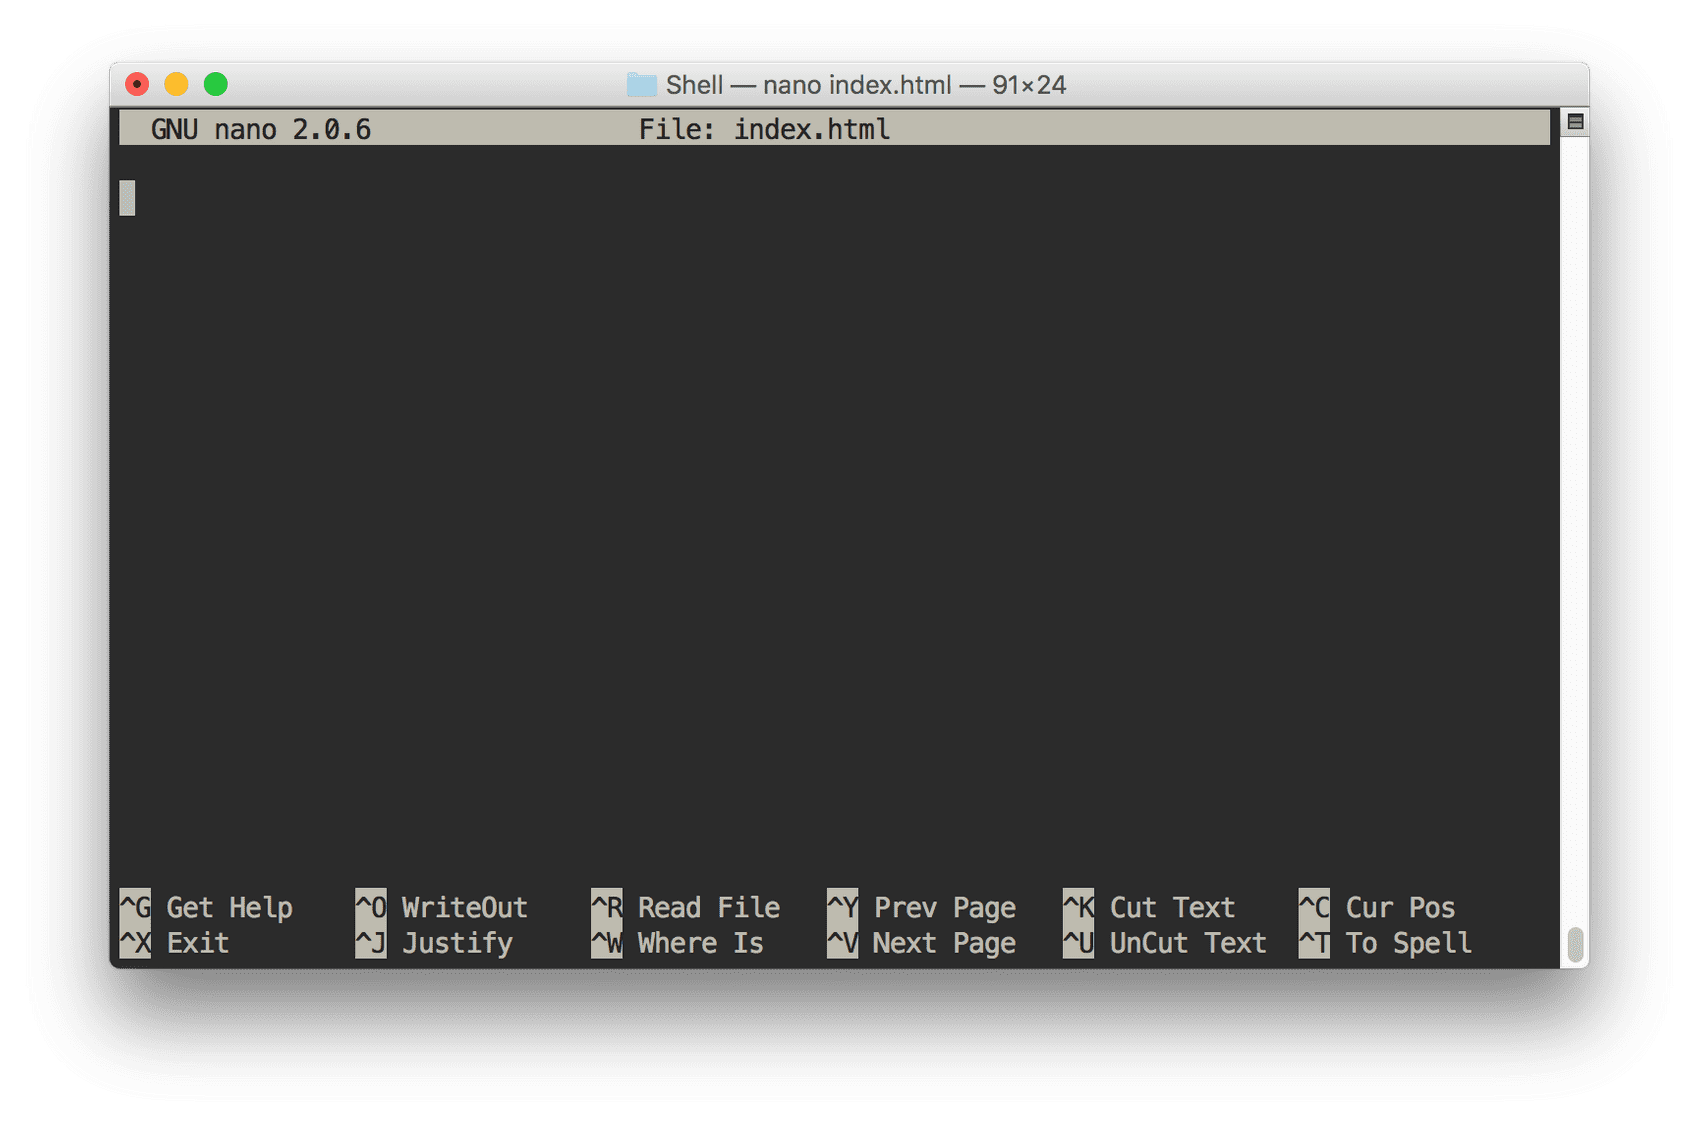 Shell — nano index.html — 91×24
GNU nano 2.0.6 File: index.html
^G Get Help ^O WriteOut ^R Read File ^Y Prev Page ^K Cut Text ^C Cur Pos
^X Exit ^J Justify ^W Where Is ^V Next Page ^U UnCut Text ^T To Spell